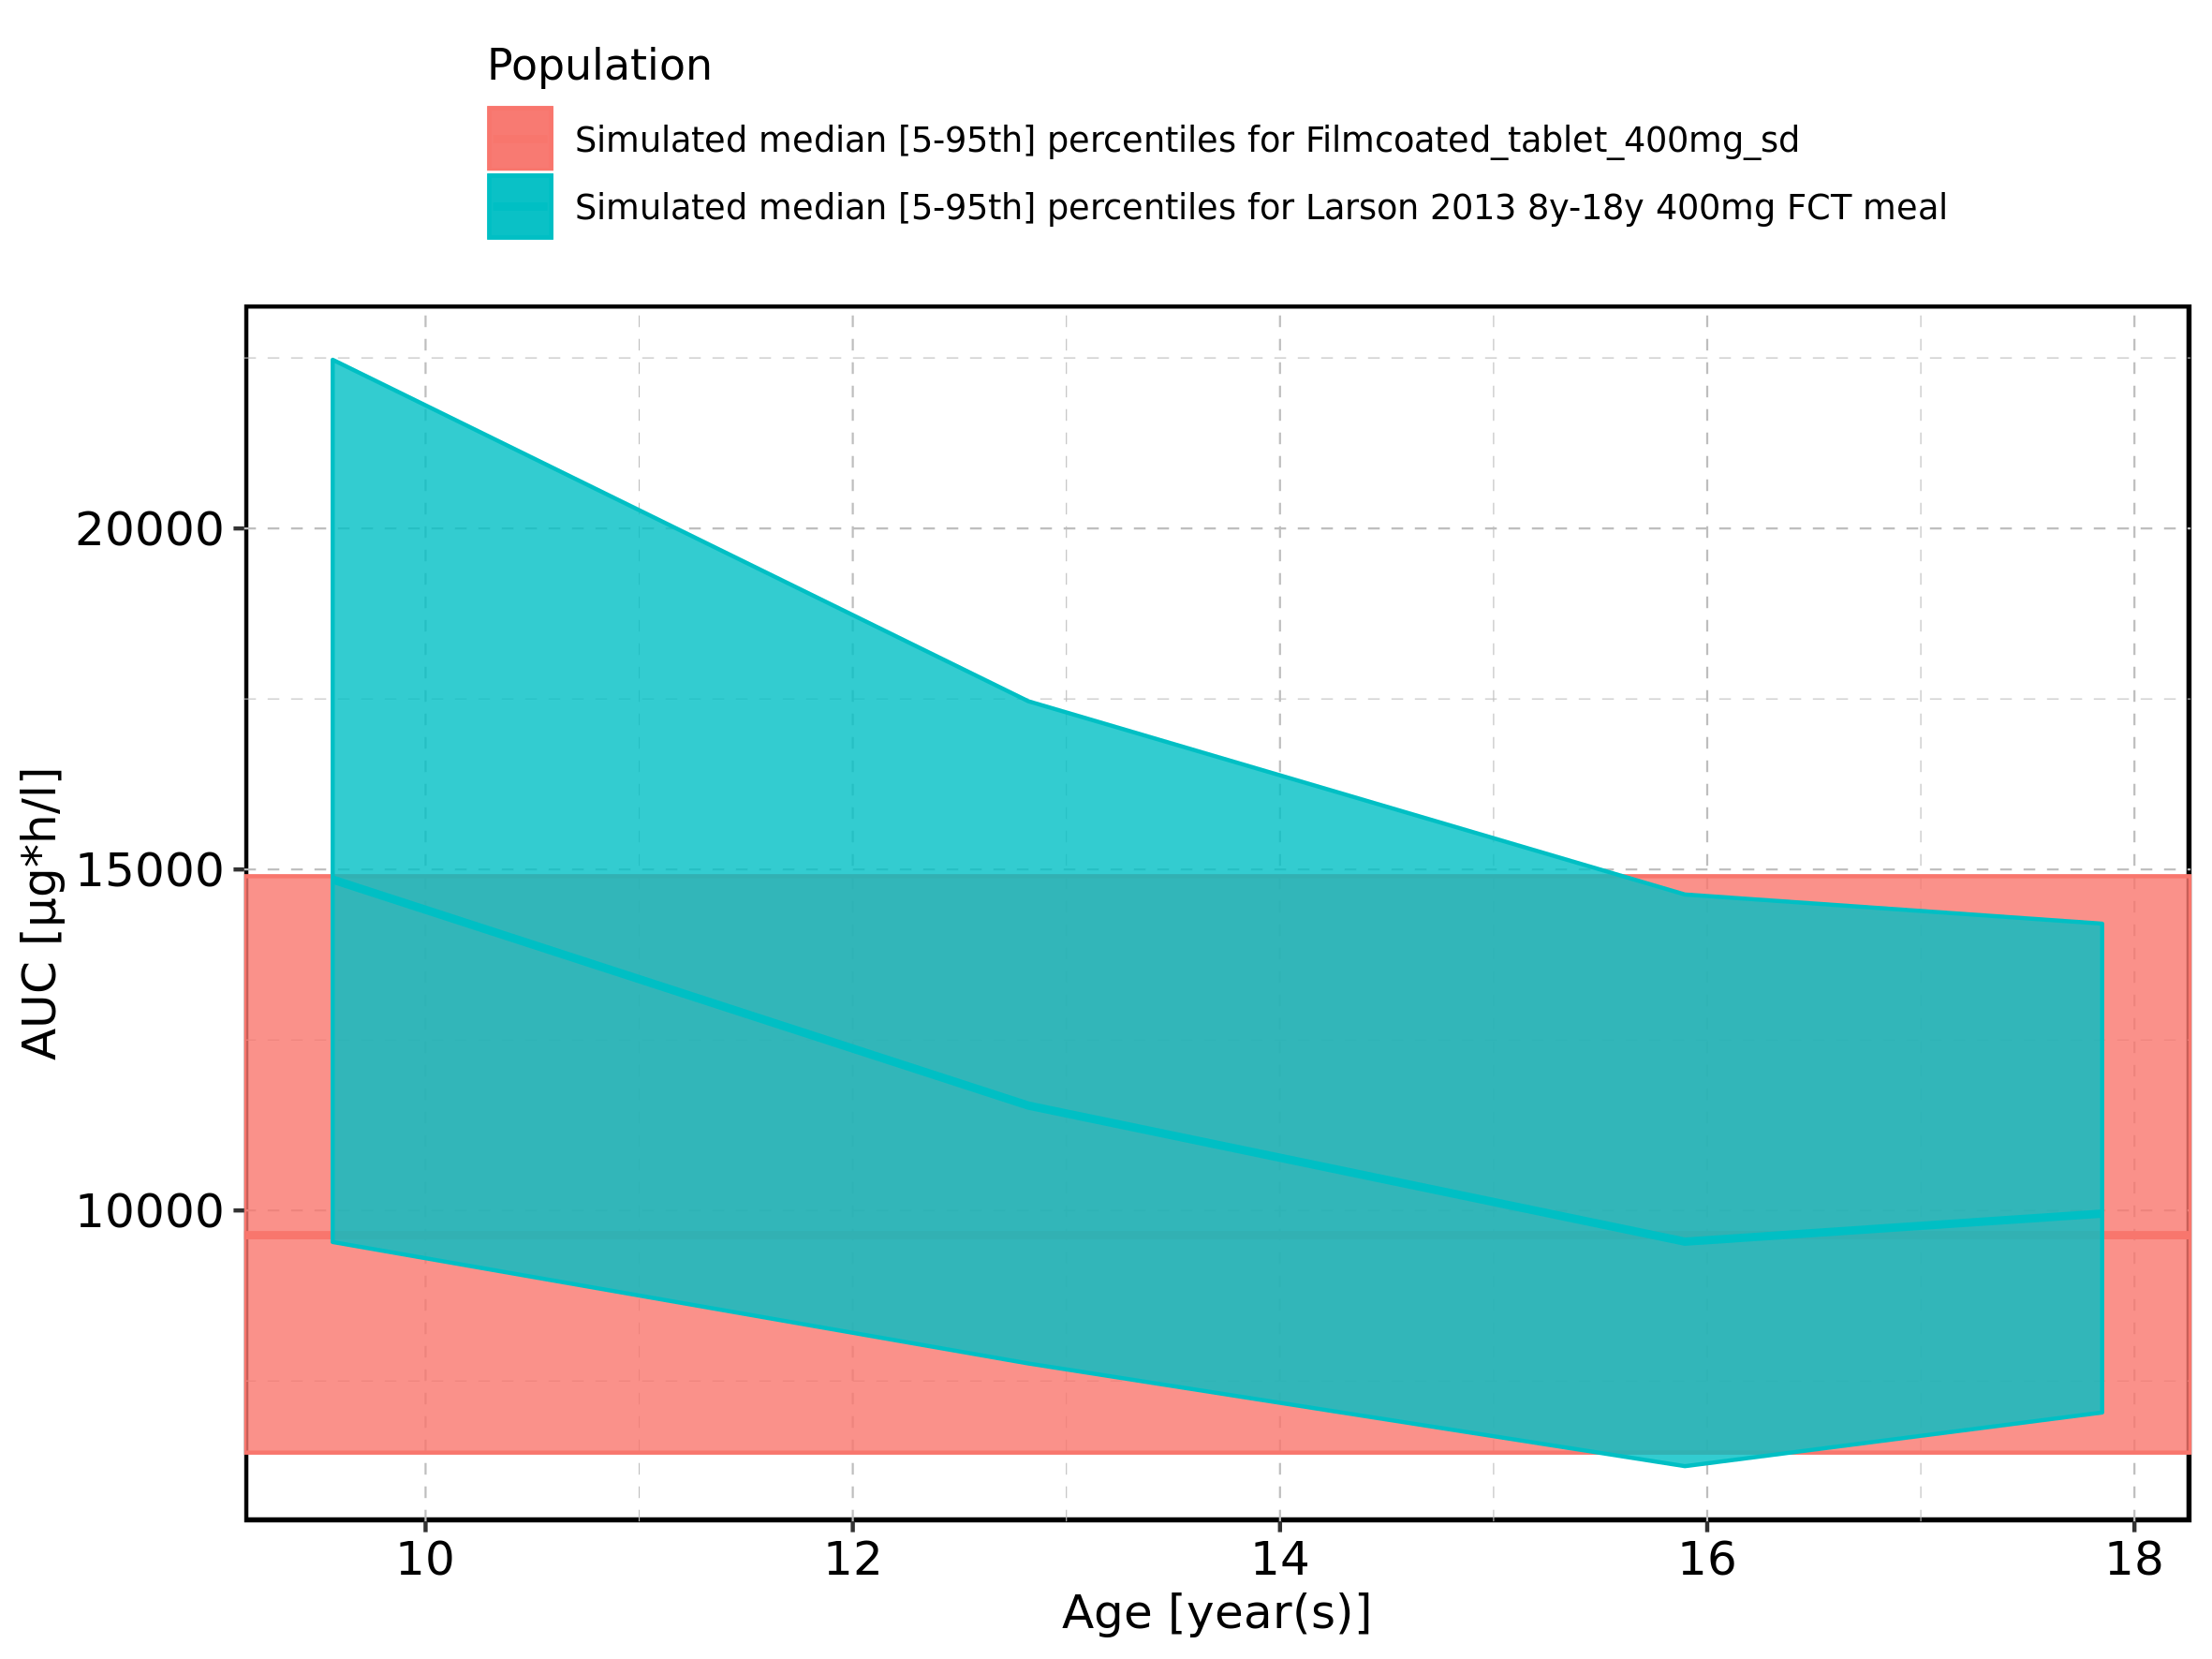 Population
Simulated median [5-95th] percentiles for Filmcoated_tablet_400mg_sd
Simulated median [5-95th] percentiles for Larson 2013 8y-18y 400mg FCT meal
AUC [µg*h/l]
20000
15000
10000
10 12 14 16 18
Age [year(s)]